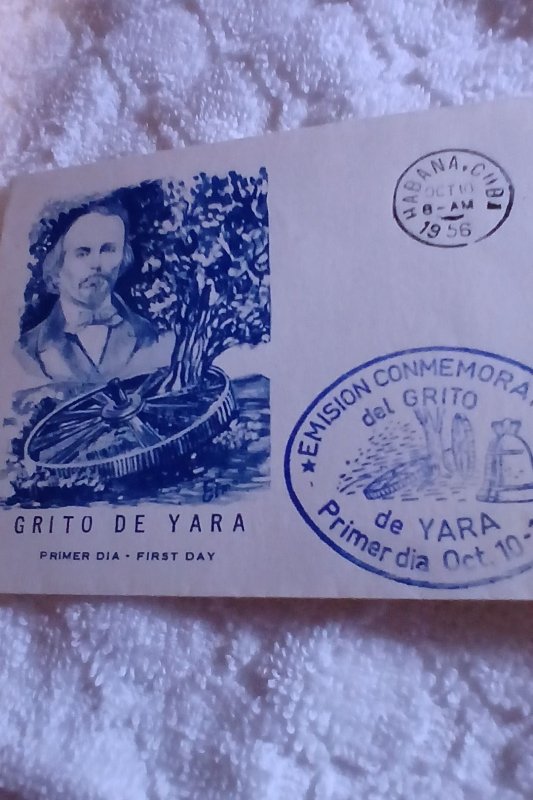 HABANA, CUBA
OCT 10
8-AM
1956
★EMISION CONMEMORA
del GRITO
de YARA
Primer dia Oct. 10-
GRITO DE YARA
PRIMER DIA - FIRST DAY